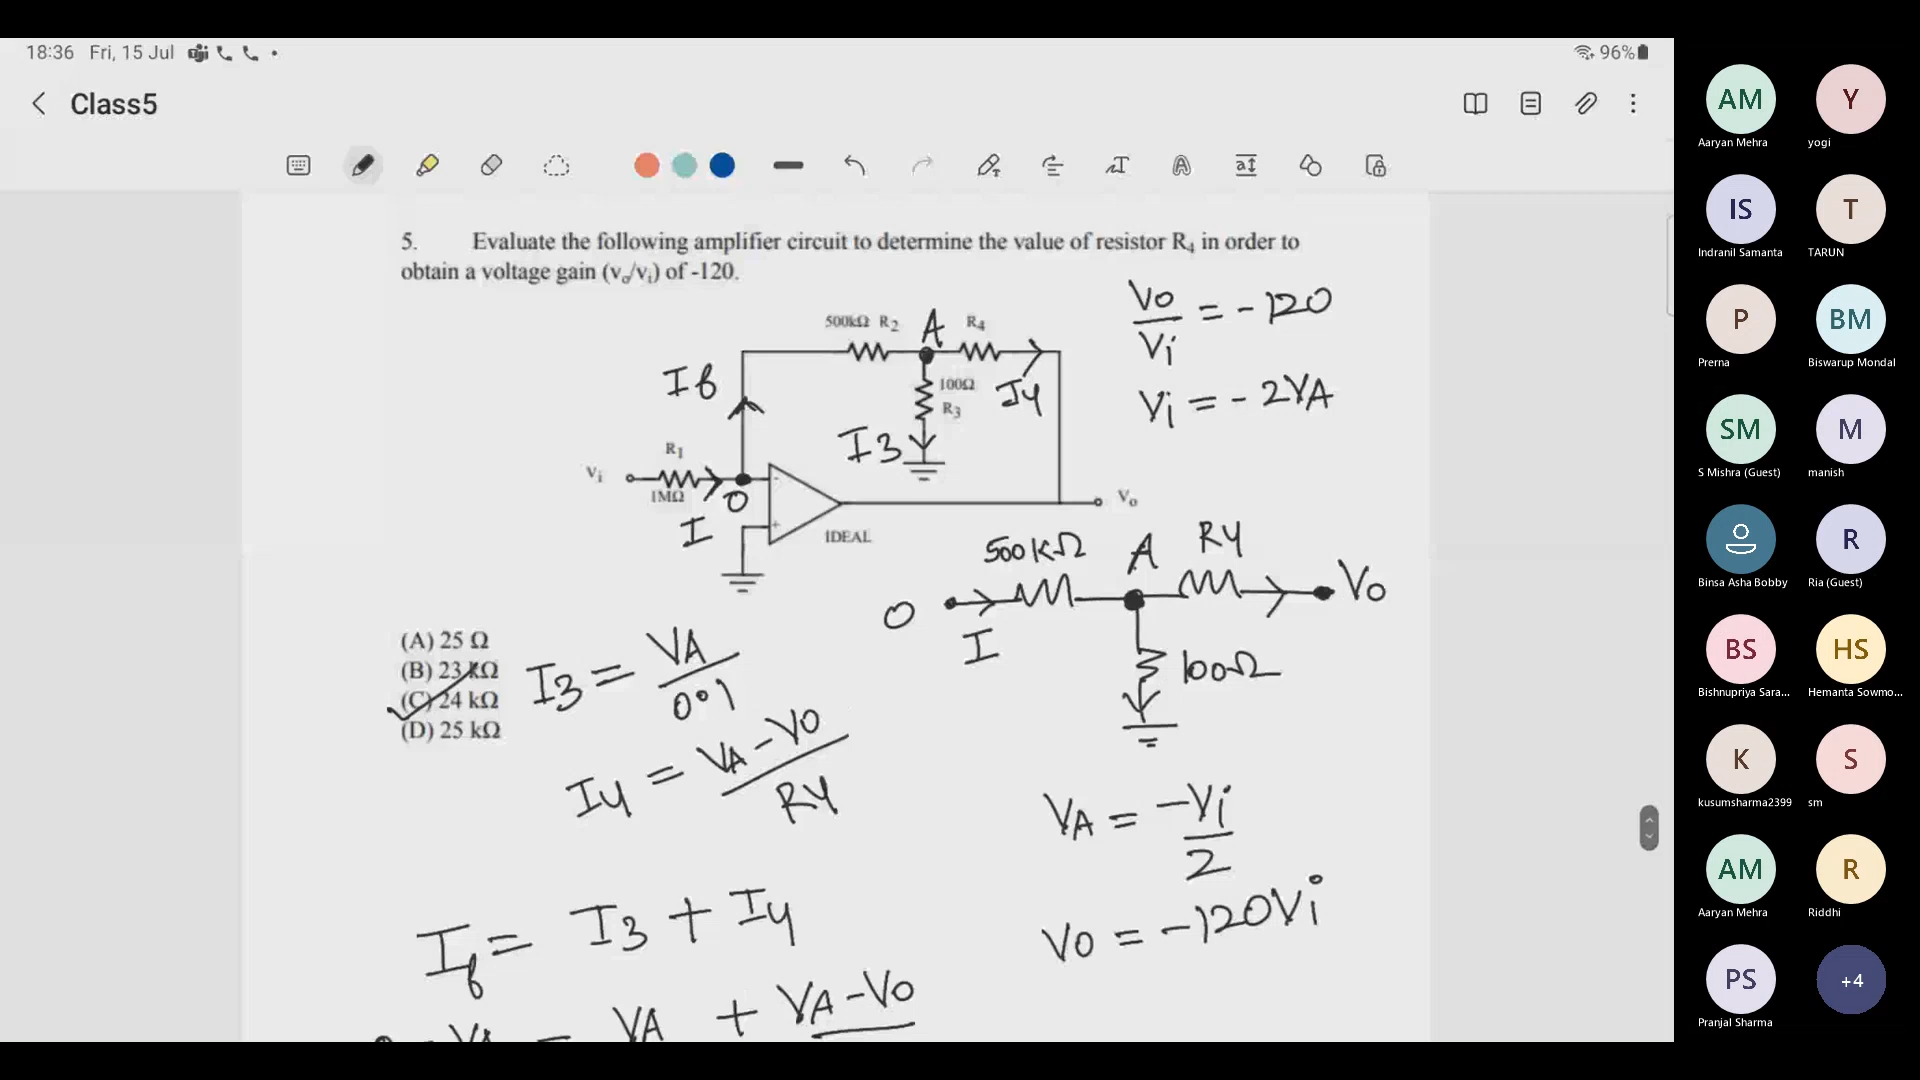 18:36 Fri, 15 Jul
96%
Class5
5. Evaluate the following amplifier circuit to determine the value of resistor R4 in order to
obtain a voltage gain (vo/vi) of -120.
500kΩ R2 A R4
Vo/Vi = -120
100Ω
R3
I4
If
Vi = -2VA
I3
R1
Vi
1MΩ
O
I
IDEAL
Vo
500KΩ A R4
O
I
Vo
100Ω
(A) 25 Ω
(B) 23 kΩ
(C) 24 kΩ
(D) 25 kΩ
I3 = VA/0.1
I4 = VA-VO/R4
VA = -Vi/2
VO = -120Vi
If = I3 + I4
VA + VA-VO
AM Y
Aaryan Mehra yogi
IS T
Indranil Samanta TARUN
P BM
Prerna Biswarup Mondal
SM M
S Mishra (Guest) manish
R
Binsa Asha Bobby Ria (Guest)
BS HS
Bishnupriya Sara... Hemanta Sowmo...
K S
kusumsharma2399 sm
AM R
Aaryan Mehra Riddhi
PS +4
Pranjal Sharma